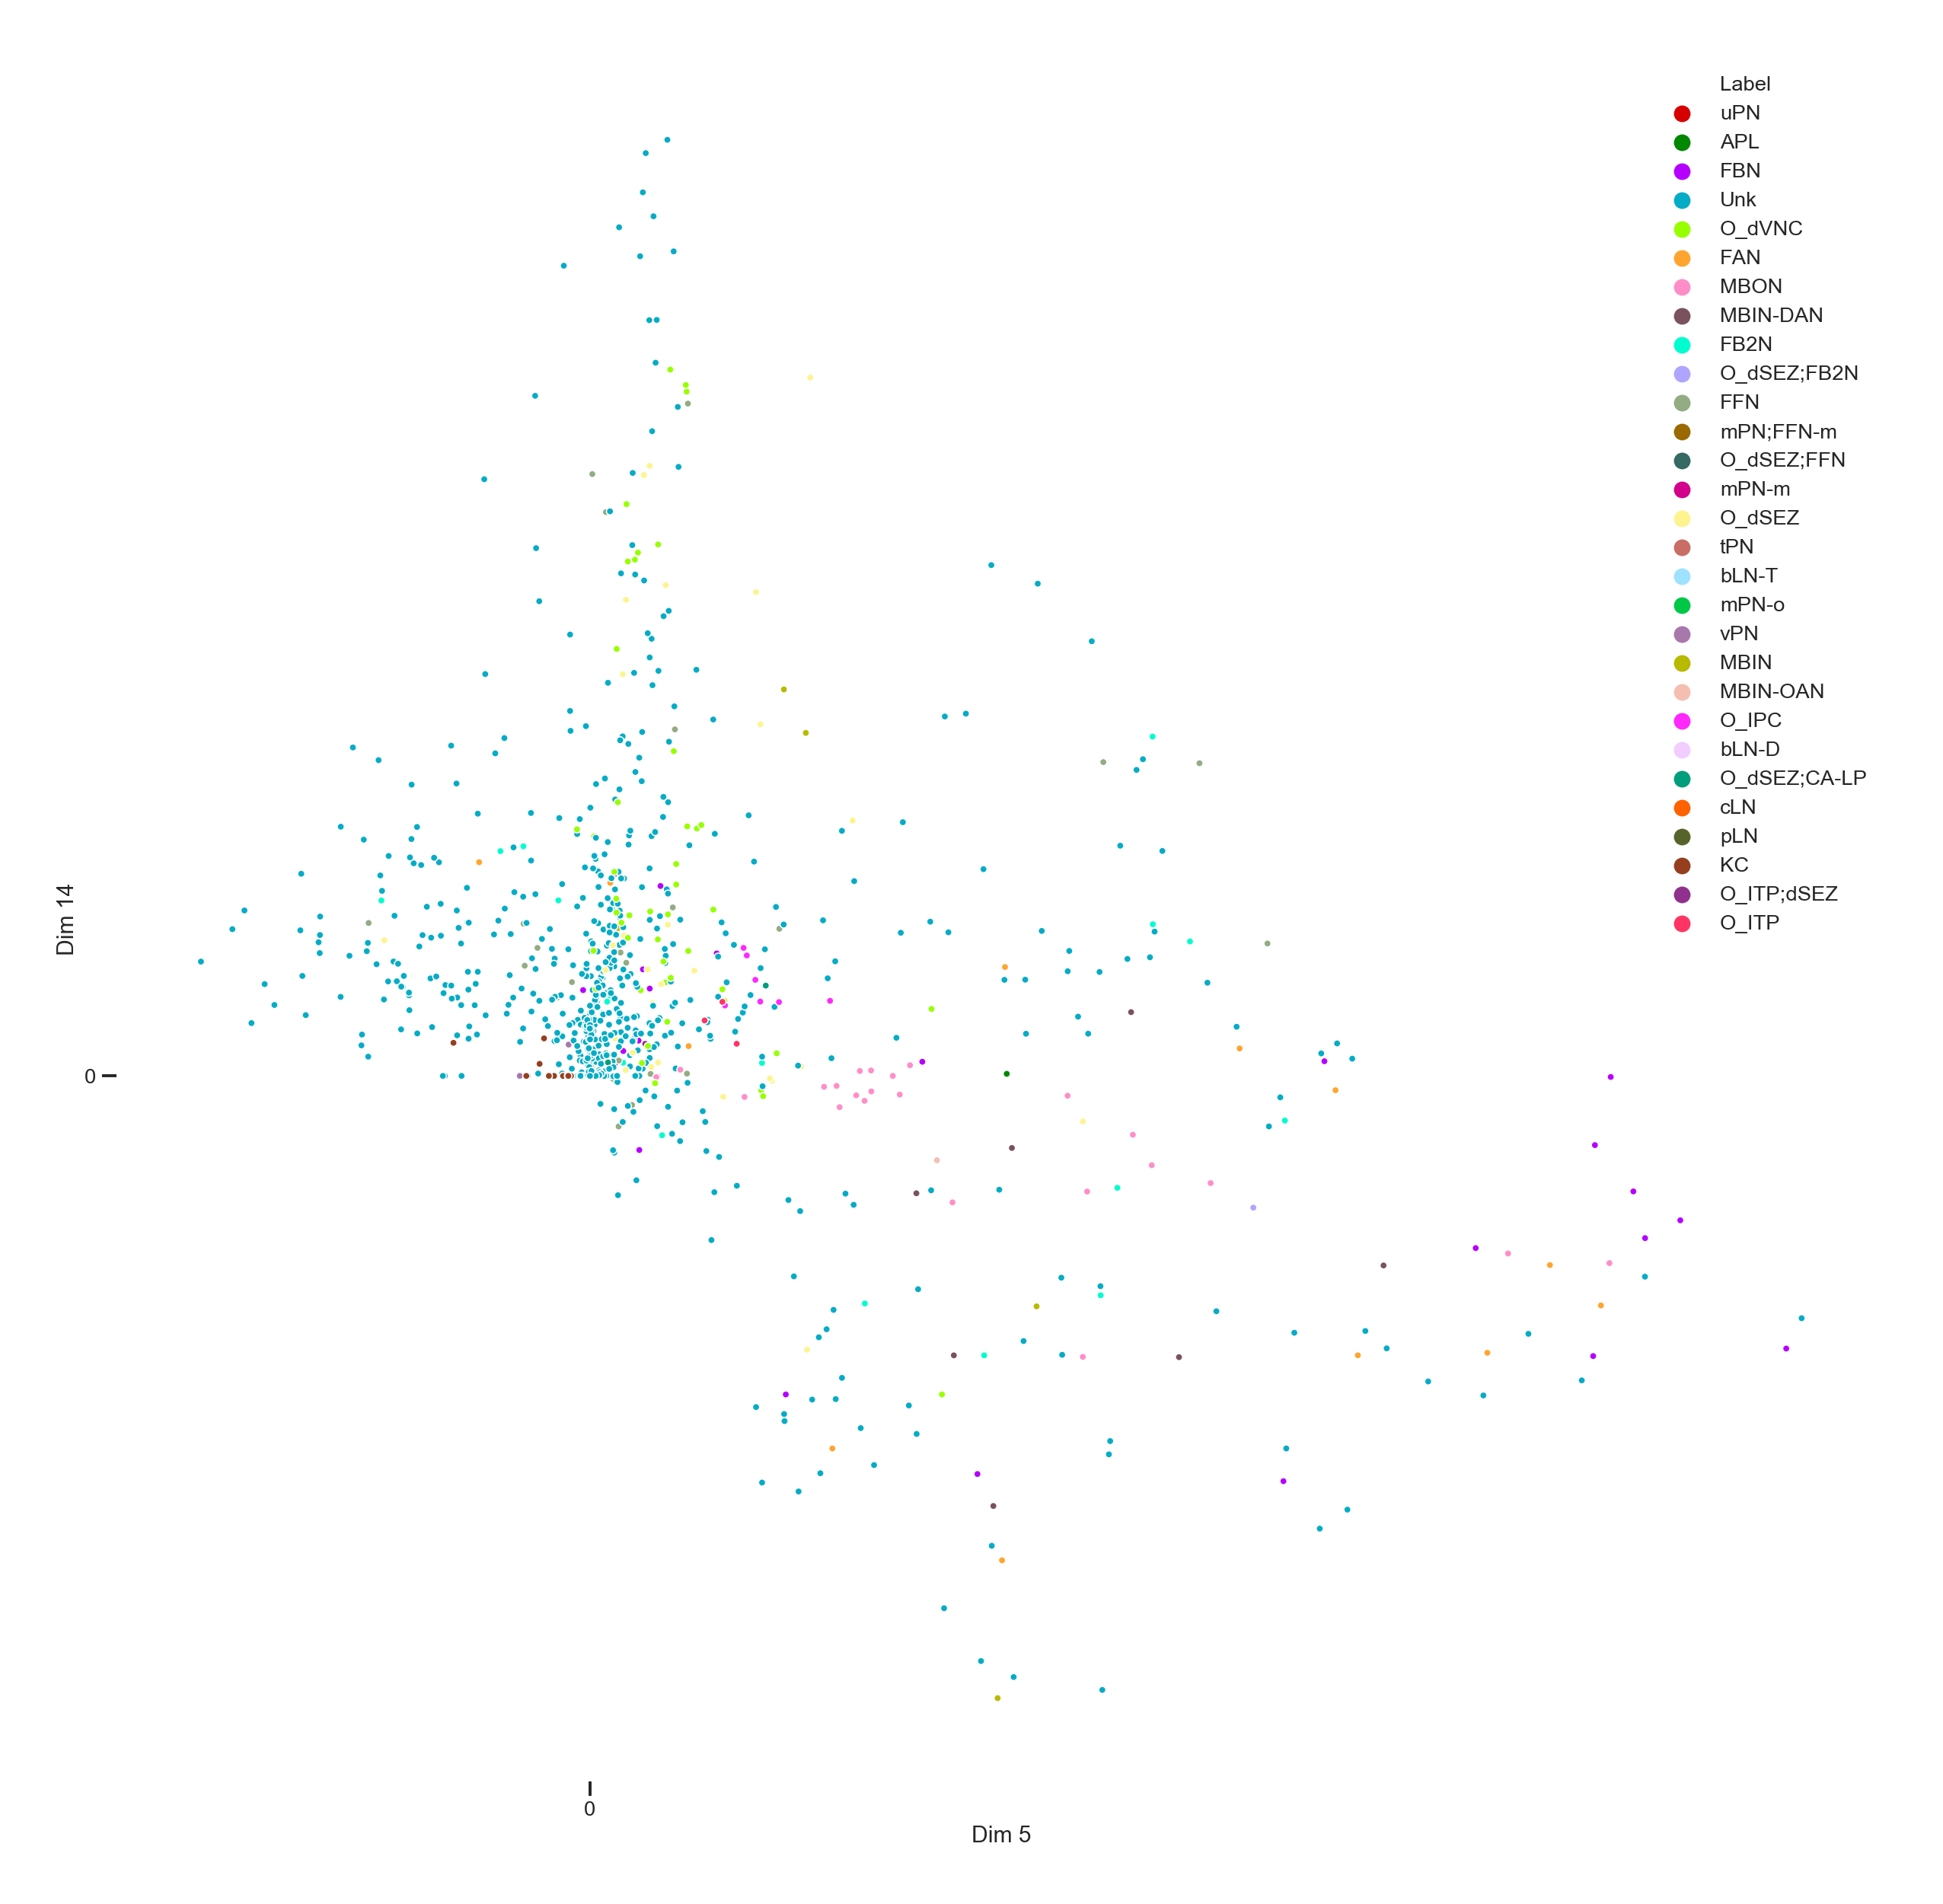 Label
uPN
APL
FBN
Unk
O_dVNC
FAN
MBON
MBIN-DAN
FB2N
O_dSEZ;FB2N
FFN
mPN;FFN-m
O_dSEZ;FFN
mPN-m
O_dSEZ
tPN
bLN-T
mPN-o
vPN
MBIN
MBIN-OAN
O_IPC
bLN-D
O_dSEZ;CA-LP
cLN
pLN
KC
O_ITP;dSEZ
O_ITP
Dim 14
0
0
Dim 5